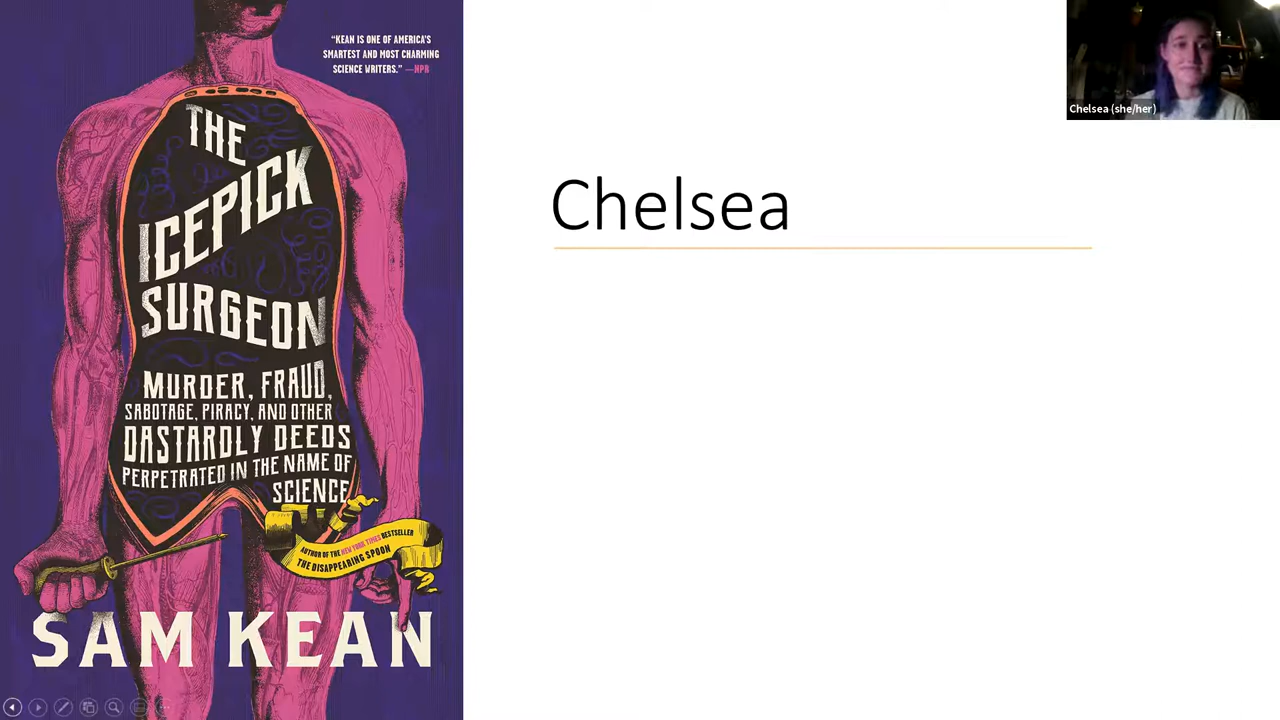 “KEAN IS ONE OF AMERICA’S
SMARTEST AND MOST CHARMING
SCIENCE WRITERS.” —NPR
THE
ICEPICK
SURGEON
MURDER, FRAUD,
SABOTAGE, PIRACY, AND OTHER
DASTARDLY DEEDS
PERPETRATED IN THE NAME OF
SCIENCE
AUTHOR OF THE NEW YORK TIMES BESTSELLER
THE DISAPPEARING SPOON
SAM KEAN
Chelsea
Chelsea (she/her)